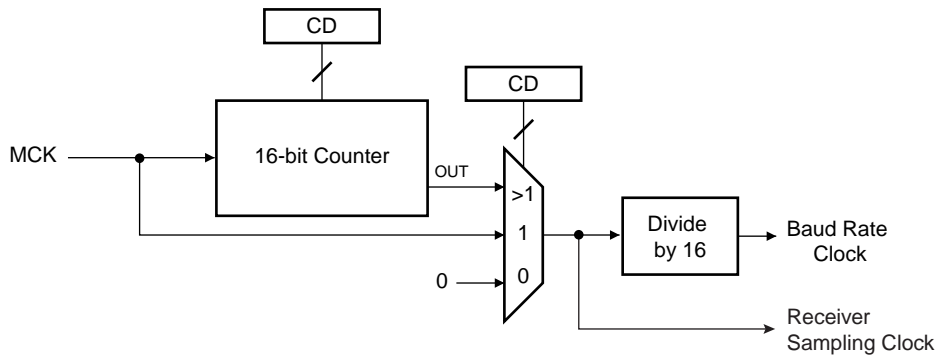 CD
CD
MCK
16-bit Counter
OUT
>1
1
0
0
Divide
by 16
Baud Rate
Clock
Receiver
Sampling Clock